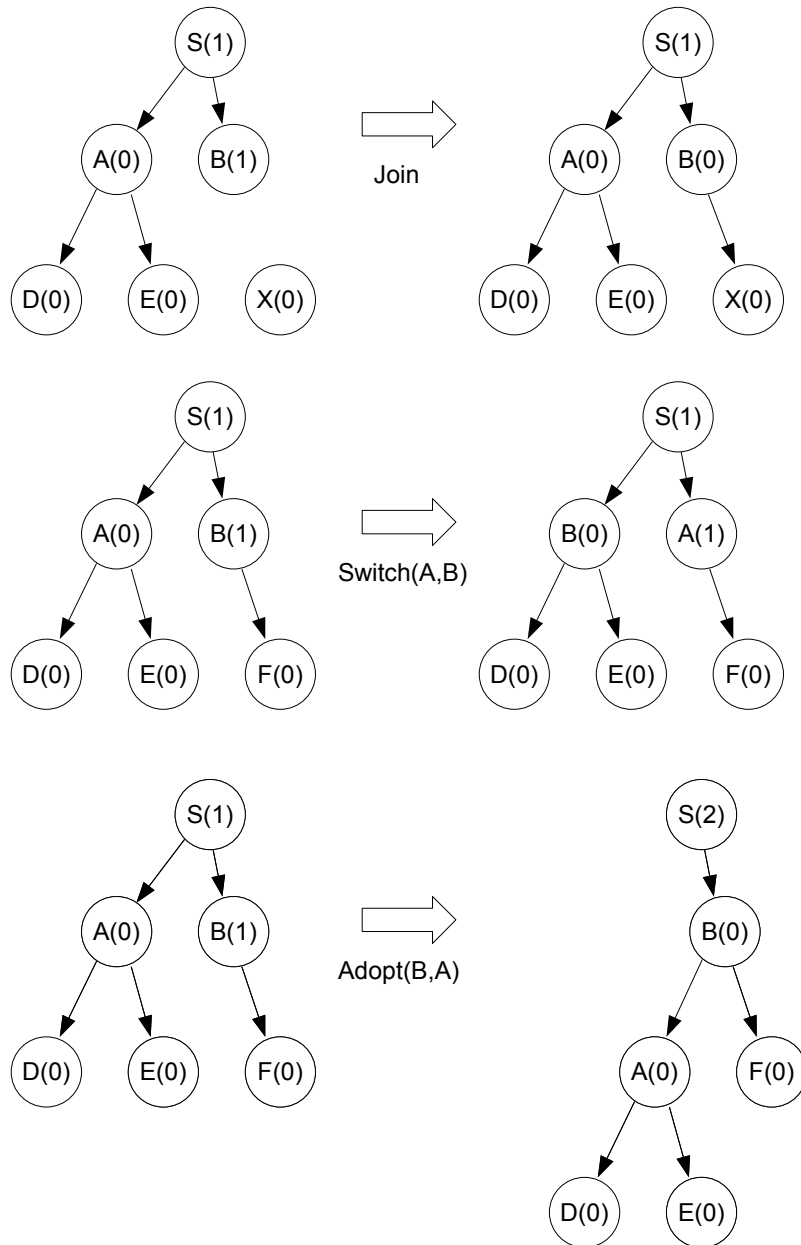 S(1) S(1)
A(0) B(1) A(0) B(0)
Join
D(0) E(0) X(0) D(0) E(0) X(0)
S(1) S(1)
A(0) B(1) B(0) A(1)
Switch(A,B)
D(0) E(0) F(0) D(0) E(0) F(0)
S(1) S(2)
A(0) B(1) B(0)
Adopt(B,A)
D(0) E(0) F(0) A(0) F(0)
D(0) E(0)